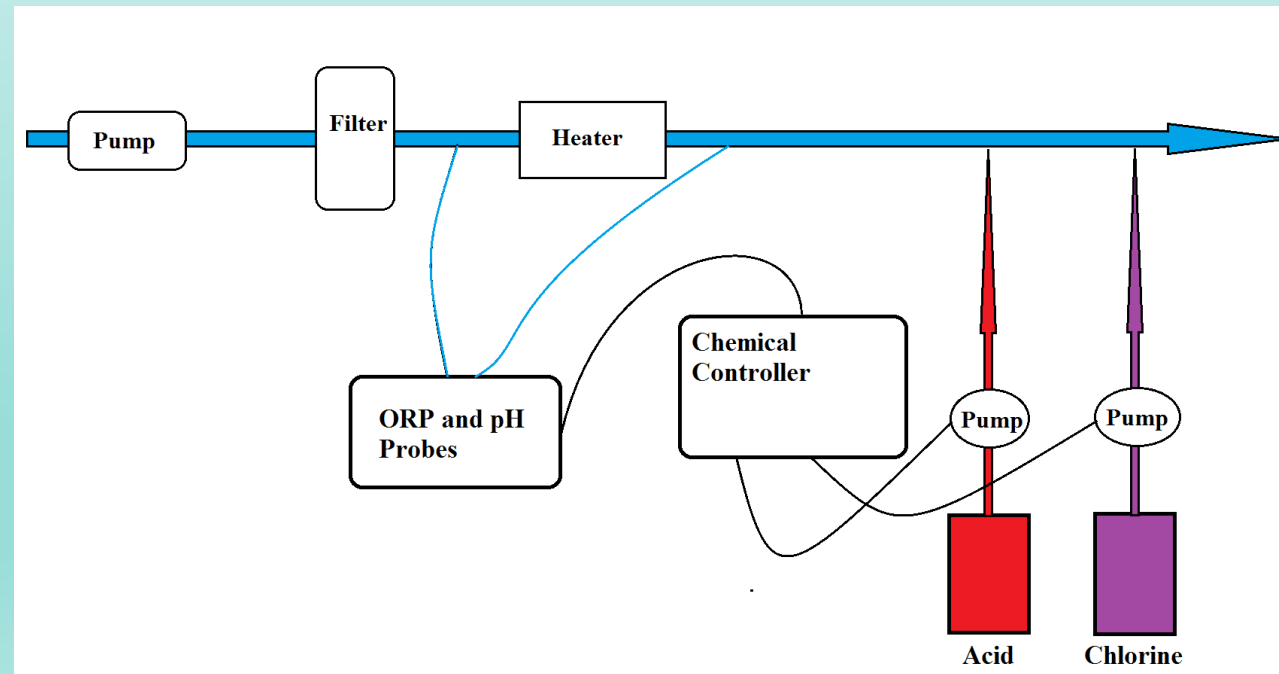 Pump
Filter
Heater
Chemical
Controller
ORP and pH
Probes
Pump
Pump
Acid
Chlorine